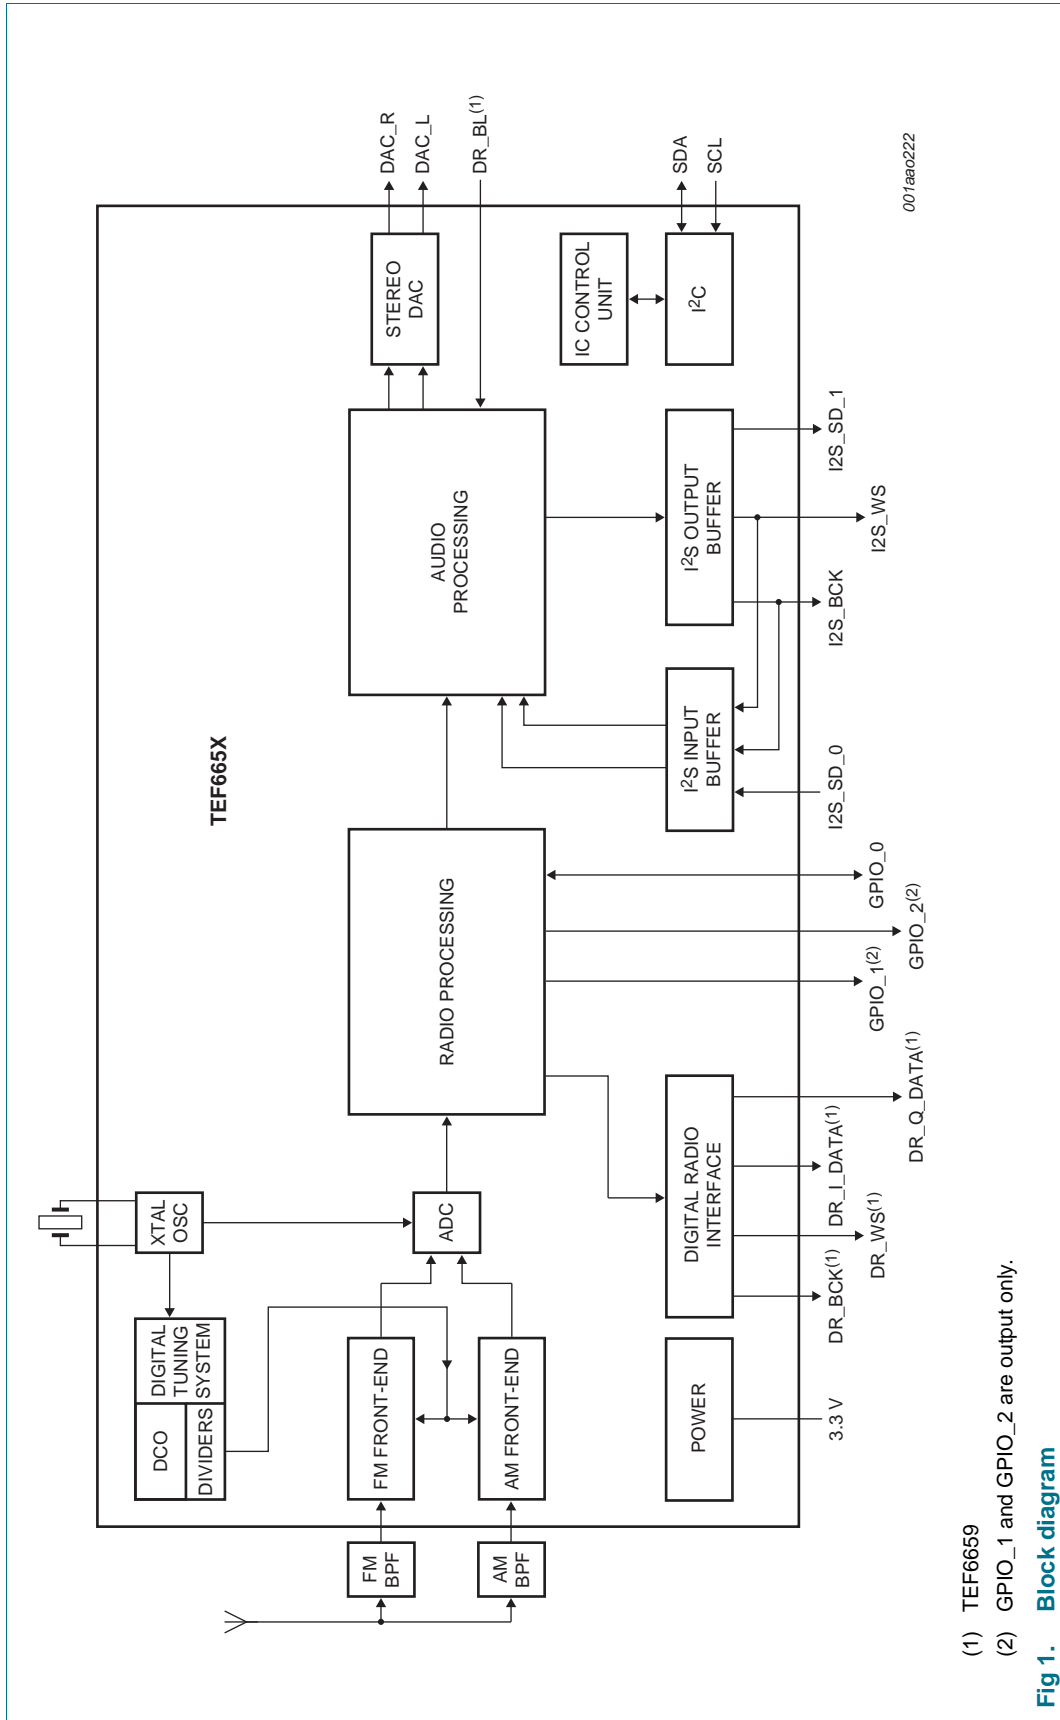 DAC_R
DAC_L
DR_BL(1)
SDA
SCL
001aao222
STEREO
DAC
IC CONTROL
UNIT
I2C
AUDIO
PROCESSING
I2S OUTPUT
BUFFER
I2S_SD_1
I2S_WS
I2S_BCK
TEF665X
I2S INPUT
BUFFER
I2S_SD_0
RADIO PROCESSING
GPIO_0
GPIO_2(2)
GPIO_1(2)
XTAL
OSC
ADC
DIGITAL RADIO
INTERFACE
DR_Q_DATA(1)
DR_I_DATA(1)
DR_WS(1)
DR_BCK(1)
DIGITAL
TUNING
SYSTEM
DCO
DIVIDERS
FM FRONT-END
AM FRONT-END
POWER
3.3 V
FM
BPF
AM
BPF
(1) TEF6659
(2) GPIO_1 and GPIO_2 are output only.
Fig 1. Block diagram